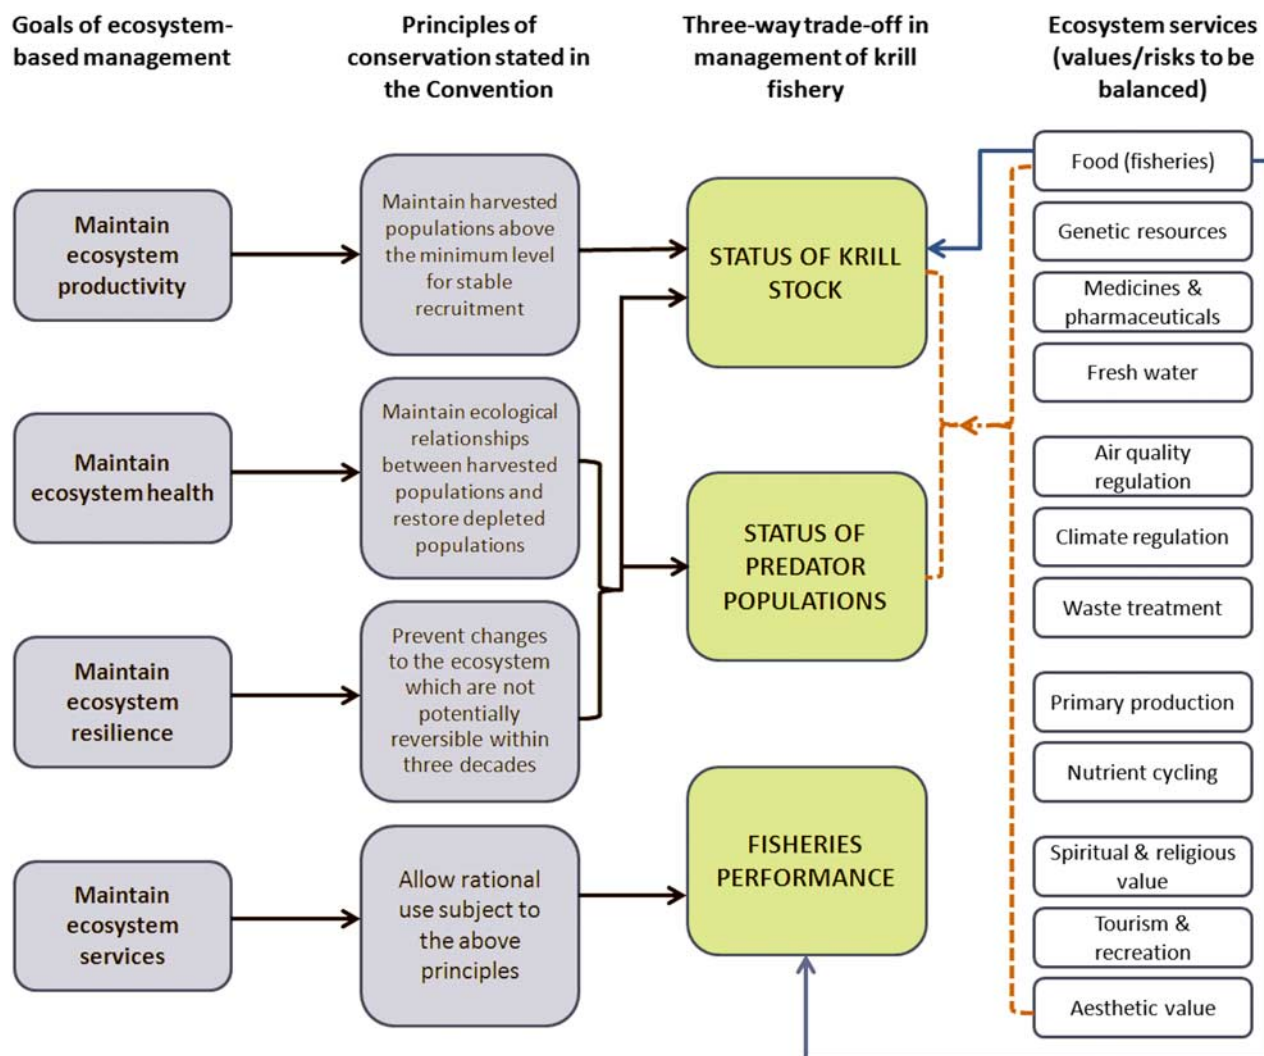 Goals of ecosystem-
based management
Principles of
conservation stated in
the Convention
Three-way trade-off in
management of krill
fishery
Ecosystem services
(values/risks to be
balanced)
Maintain
ecosystem
productivity
Maintain harvested
populations above
the minimum level
for stable
recruitment
STATUS OF KRILL
STOCK
Food (fisheries)
Genetic resources
Medicines &
pharmaceuticals
Fresh water
Maintain
ecosystem health
Maintain ecological
relationships
between harvested
populations and
restore depleted
populations
STATUS OF
PREDATOR
POPULATIONS
Air quality
regulation
Climate regulation
Waste treatment
Maintain
ecosystem
resilience
Prevent changes
to the ecosystem
which are not
potentially
reversible within
three decades
Primary production
Nutrient cycling
Maintain
ecosystem
services
Allow rational
use subject to
the above
principles
FISHERIES
PERFORMANCE
Spiritual & religious
value
Tourism &
recreation
Aesthetic value